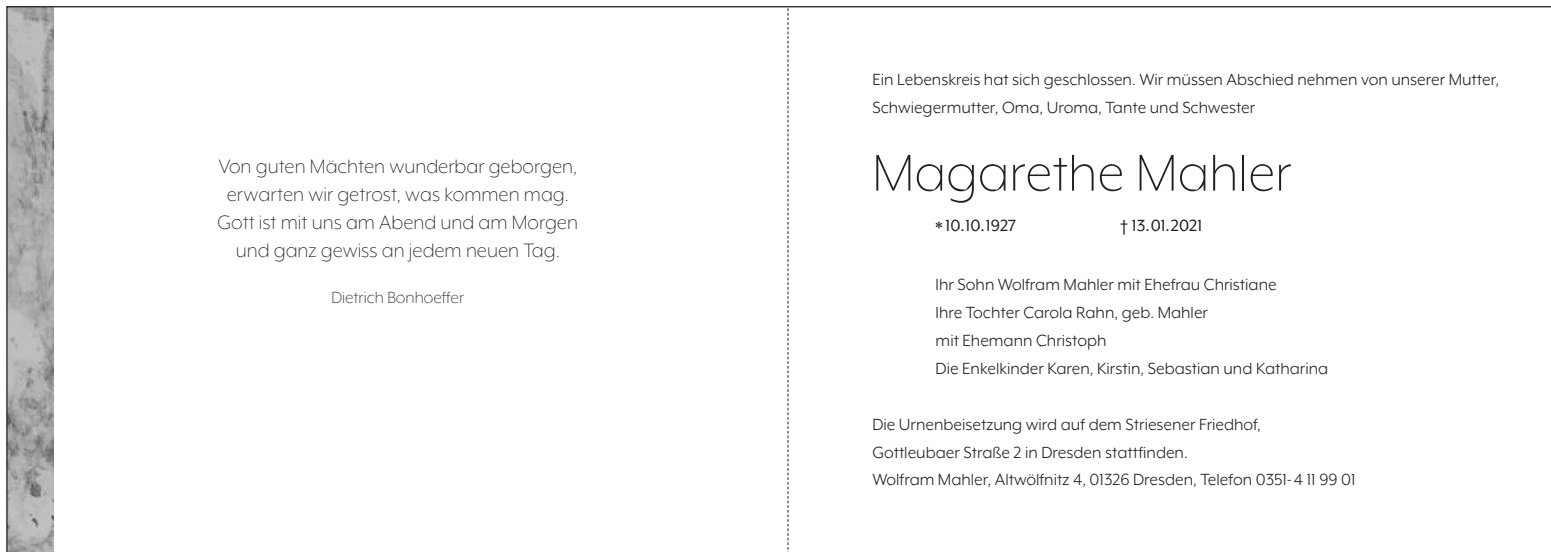 Von guten Mächten wunderbar geborgen,
erwarten wir getrost, was kommen mag.
Gott ist mit uns am Abend und am Morgen
und ganz gewiss an jedem neuen Tag.
Dietrich Bonhoeffer
Ein Lebenskreis hat sich geschlossen. Wir müssen Abschied nehmen von unserer Mutter,
Schwiegermutter, Oma, Uroma, Tante und Schwester
Magarethe Mahler
*10.10.1927 †13.01.2021
Ihr Sohn Wolfram Mahler mit Ehefrau Christiane
Ihre Tochter Carola Rahn, geb. Mahler
mit Ehemann Christoph
Die Enkelkinder Karen, Kirstin, Sebastian und Katharina
Die Urnenbeisetzung wird auf dem Striesener Friedhof,
Gottleubaer Straße 2 in Dresden stattfinden.
Wolfram Mahler, Altwölfnitz 4, 01326 Dresden, Telefon 0351-4 11 99 01